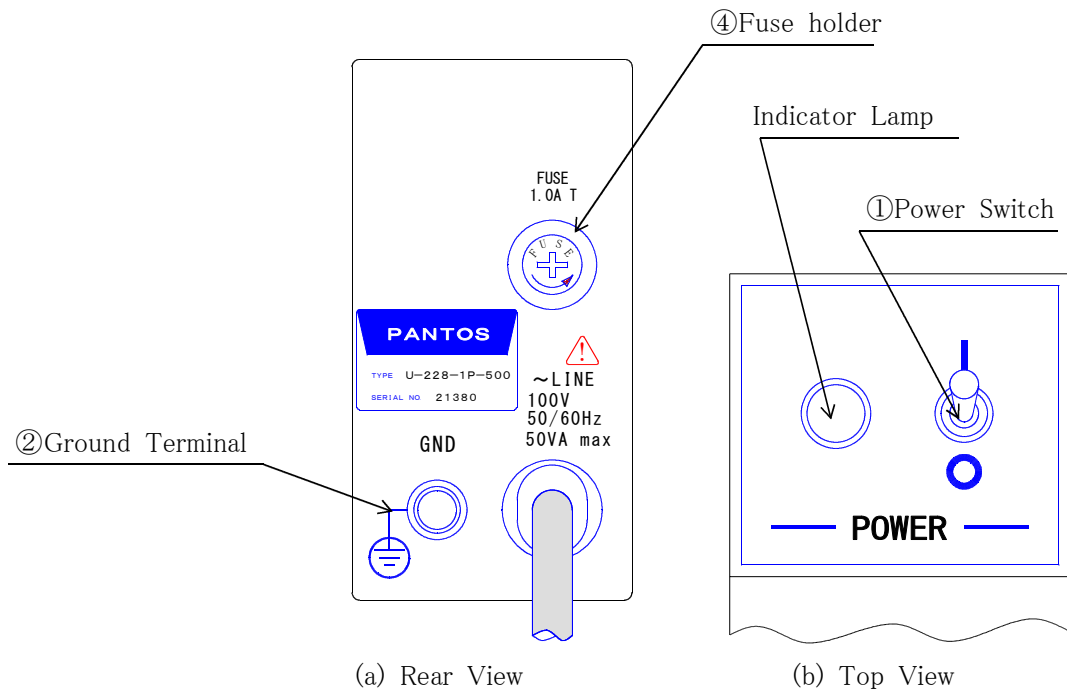 ④Fuse holder
Indicator Lamp
①Power Switch
FUSE
1.0A T
FUSE
PANTOS
TYPE U-228-1P-500
SERIAL NO. 21380
～LINE
100V
50/60Hz
50VA max
②Ground Terminal
GND
POWER
(a) Rear View
(b) Top View